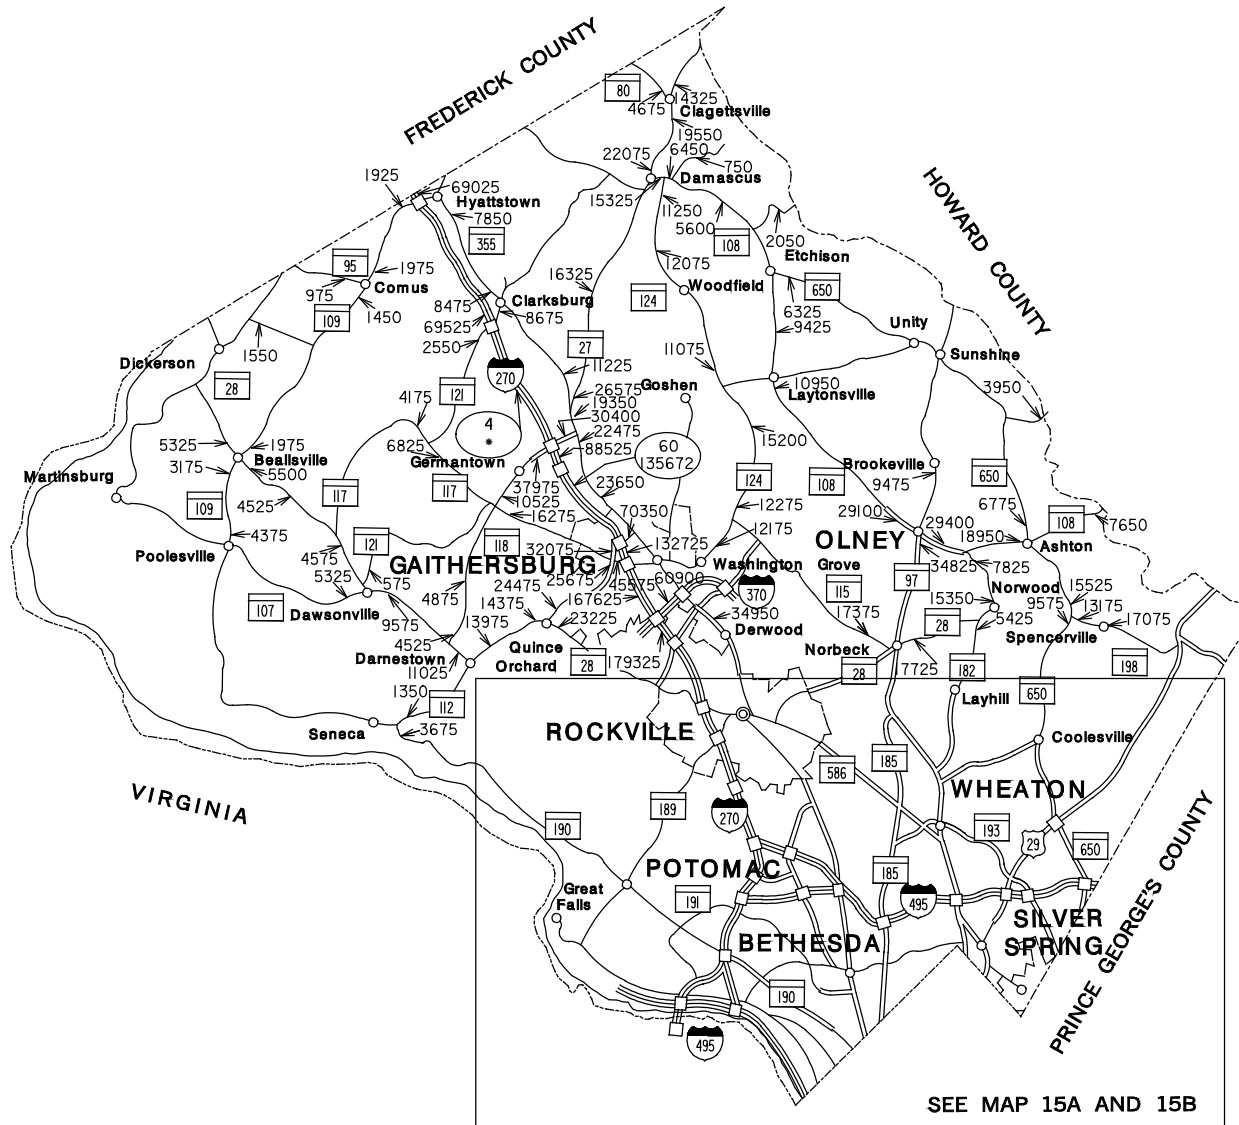 FREDERICK COUNTY
80
14325
4675
Clagettsville
19550
6450
22075
750
Damascus
1925
69025
Hyattstown
15325
11250
7850
5600
HOWARD COUNTY
355
108
2050
Etchison
95
1975
16325
12075
975
Comus
Woodfield
650
8475
Clarksburg
124
6325
109
1450
8675
69525
9425
Unity
1550
2550
27
Sunshine
Dickerson
11075
28
270
11225
10950
3950
121
26575
Goshen
Laytonsville
4175
19350
4
*
30400
22475
60
135672
15200
5325
1975
6825
88525
Beallsville
Germantown
Brookeville
3175
5500
9475
650
Martinsburg
124
108
117
117
37975
23650
109
4525
10525
12275
6775
16275
70350
29100
108
7650
4375
12175
29400
OLNEY
18950
118
32075
132725
Ashton
Poolesville
4575
121
GAITHERSBURG
Washington
Grove
34825
7825
5325
575
25675
45575
60900
97
Norwood
24475
370
115
15525
107
Dawsonville
4875
14375
167625
15350
9575
13175
34950
17375
5425
17075
9575
4525
13975
23225
Derwood
28
Spencerville
Quince
Orchard
Norbeck
Darnestown
11025
28
179325
28
17725
182
198
1350
112
650
Layhill
Seneca
3675
ROCKVILLE
Coolesville
VIRGINIA
586
185
WHEATON
189
270
190
193
29
650
POTOMAC
185
Great
Falls
191
495
SILVER
SPRING
BETHESDA
PRINCE GEORGE'S COUNTY
190
495
SEE MAP 15A AND 15B